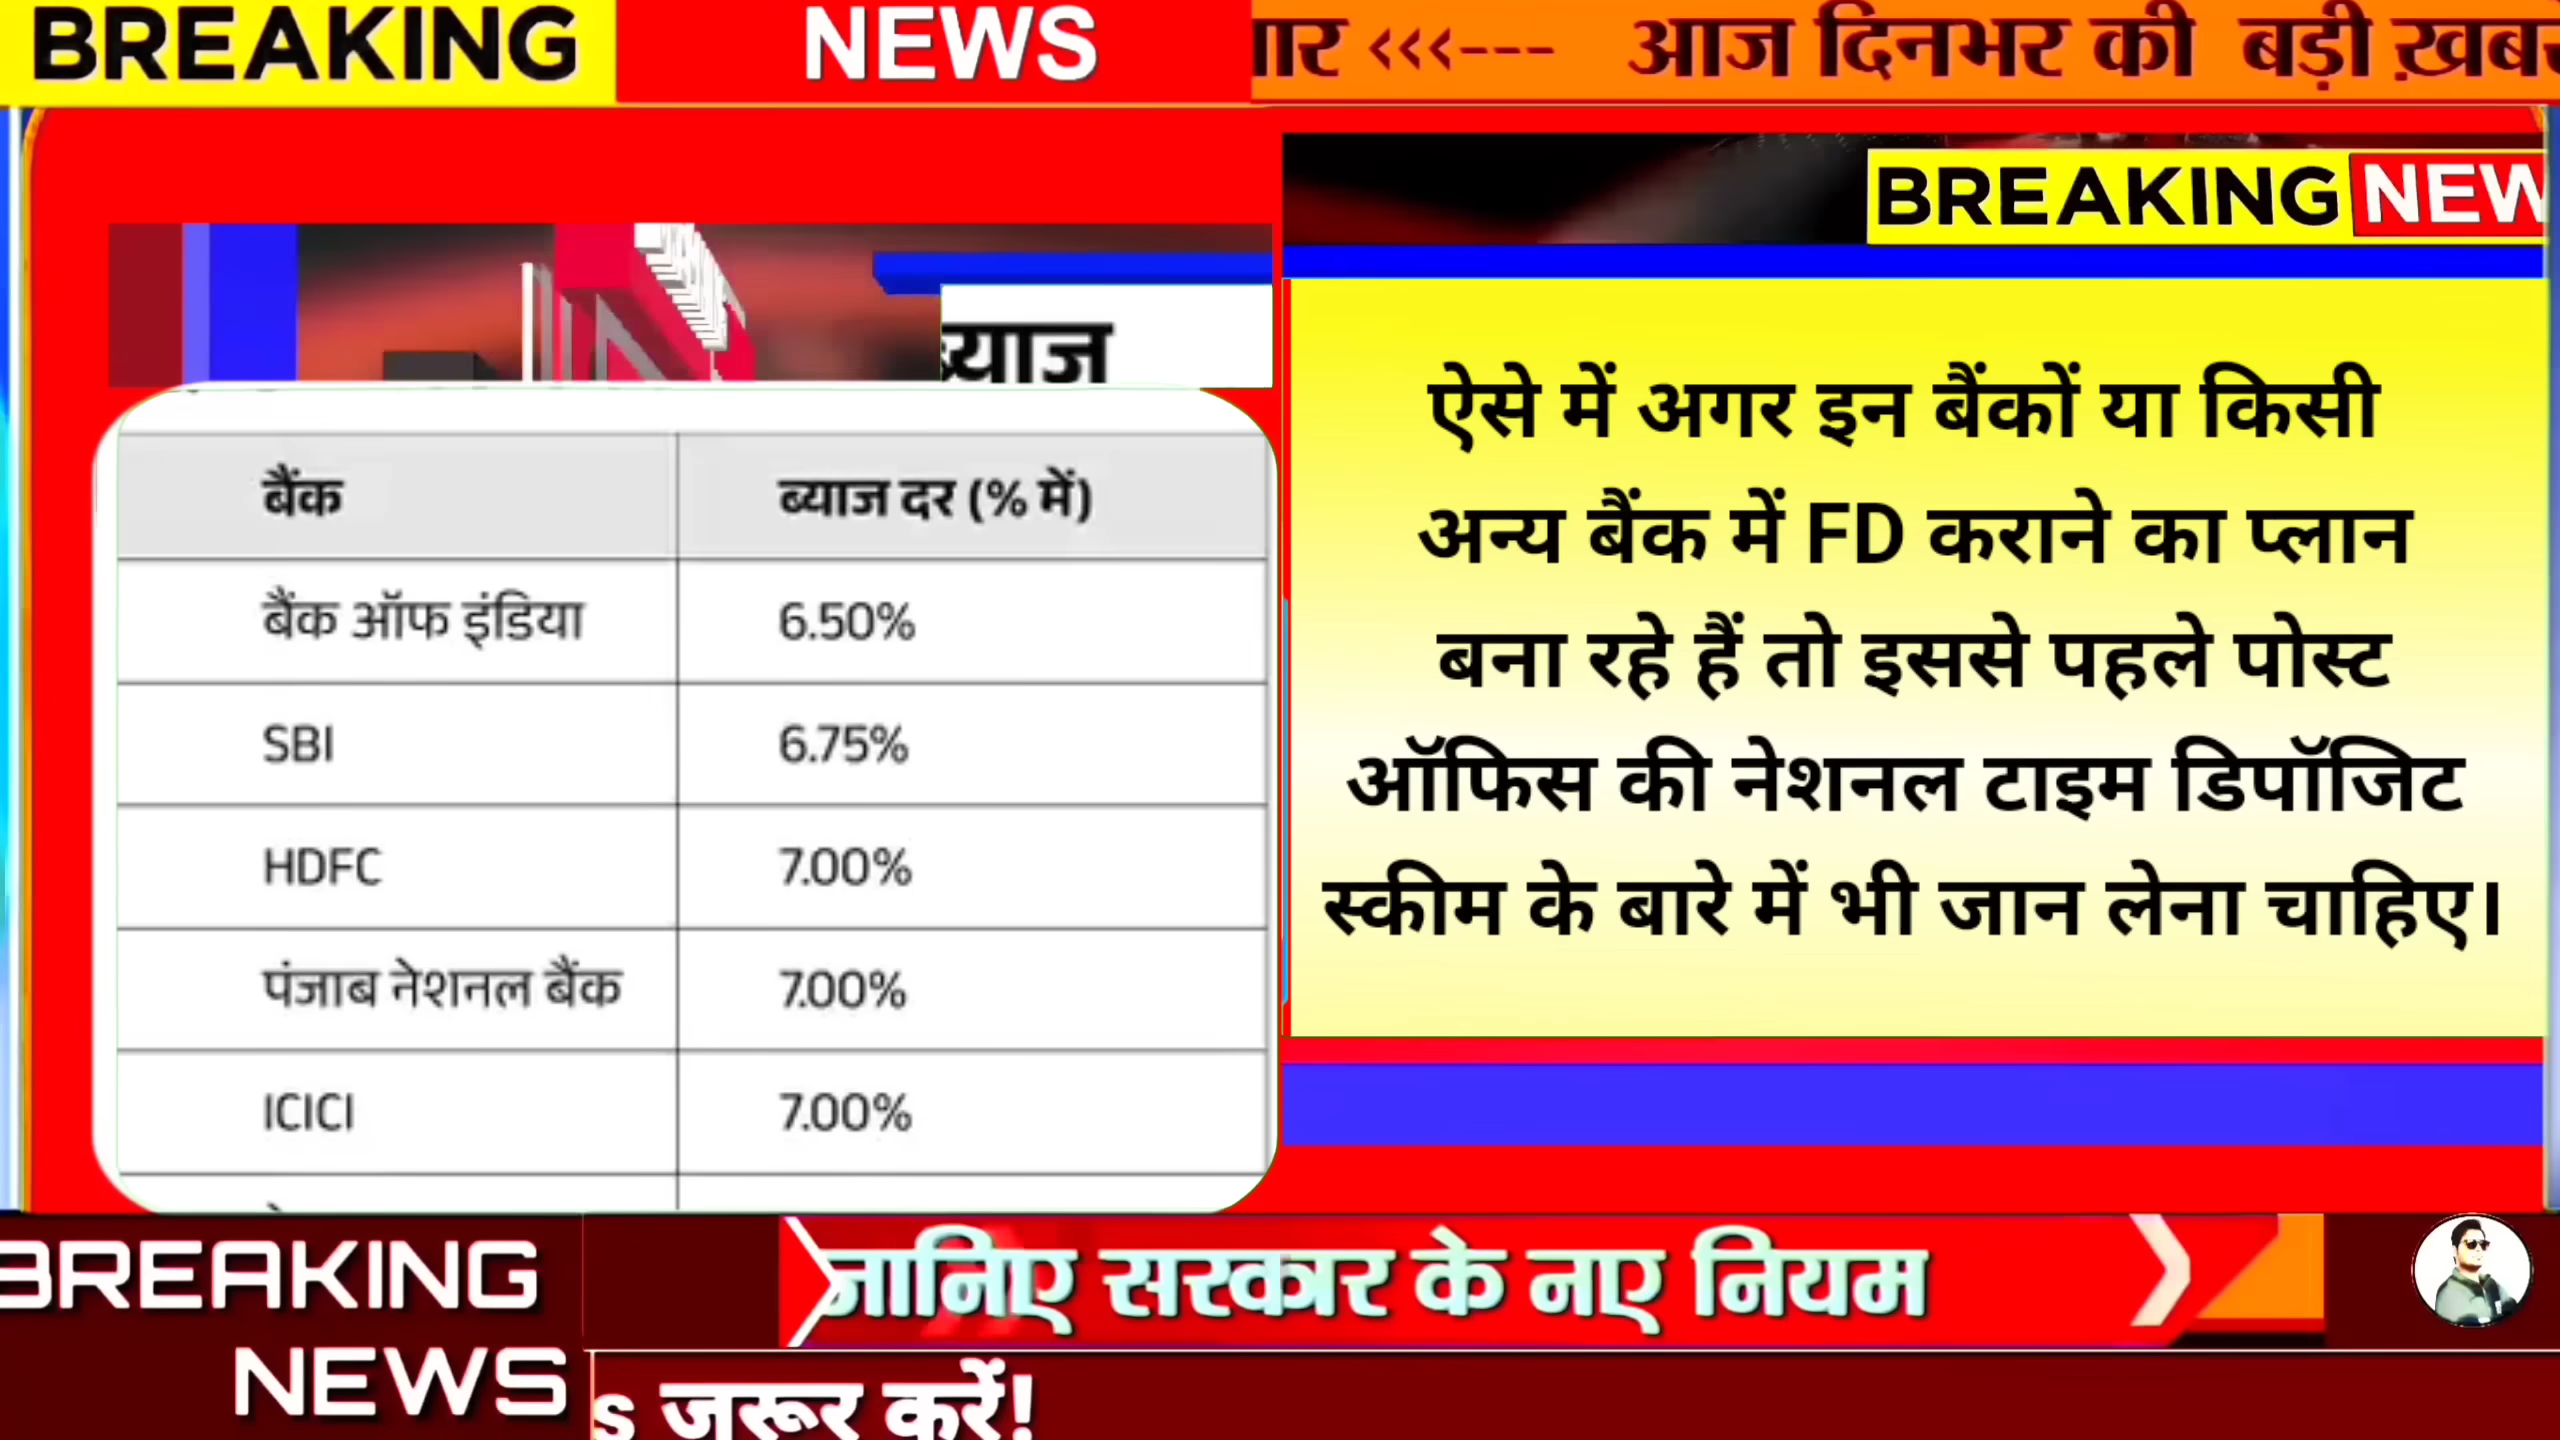 BREAKING NEWS
<<<--- आज दिनभर की बड़ी
BREAKING
ब्याज
बैंक ब्याज दर (% में)
बैंक ऑफ इंडिया 6.50%
SBI 6.75%
HDFC 7.00%
पंजाब नेशनल बैंक 7.00%
ICICI 7.00%
ऐसे में अगर इन बैंकों या किसी
अन्य बैंक में FD कराने का प्लान
बना रहे हैं तो इससे पहले पोस्ट
ऑफिस की नेशनल टाइम डिपॉजिट
स्कीम के बारे में भी जान लेना चाहिए।
BREAKING
NEWS
जानिए सरकार के नए नियम
जरूर करें!